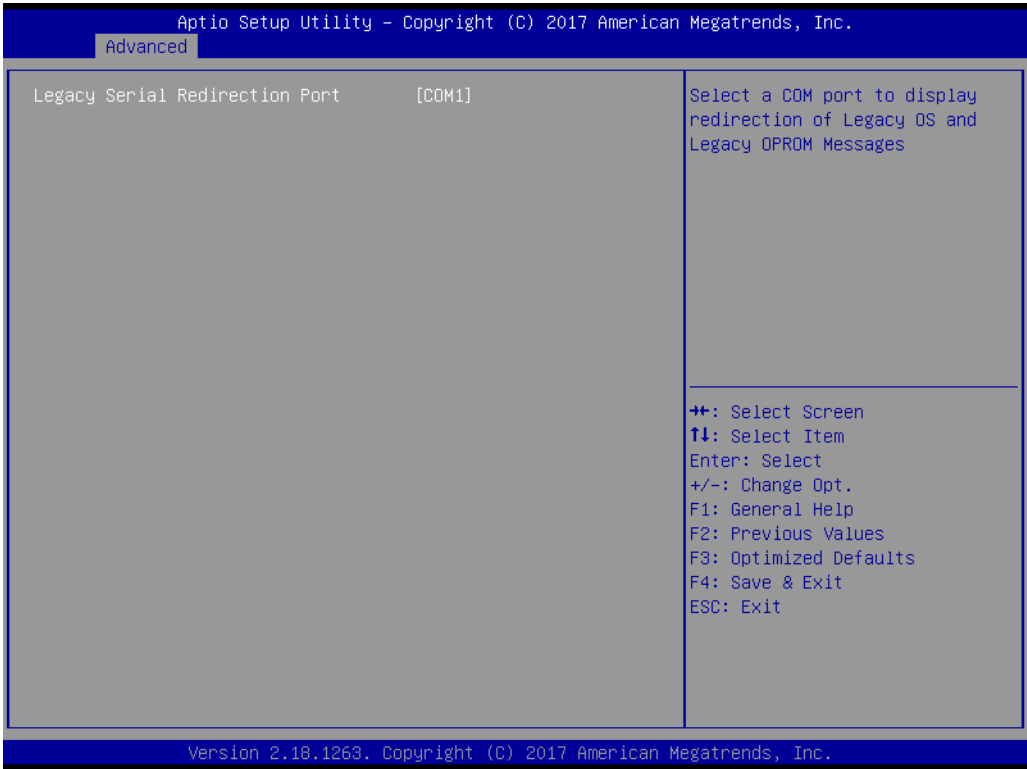 Aptio Setup Utility – Copyright (C) 2017 American Megatrends, Inc.
Advanced
Legacy Serial Redirection Port [COM1]
Select a COM port to display
redirection of Legacy OS and
Legacy OPROM Messages
→←: Select Screen
↑↓: Select Item
Enter: Select
+/-: Change Opt.
F1: General Help
F2: Previous Values
F3: Optimized Defaults
F4: Save & Exit
ESC: Exit
Version 2.18.1263. Copyright (C) 2017 American Megatrends, Inc.